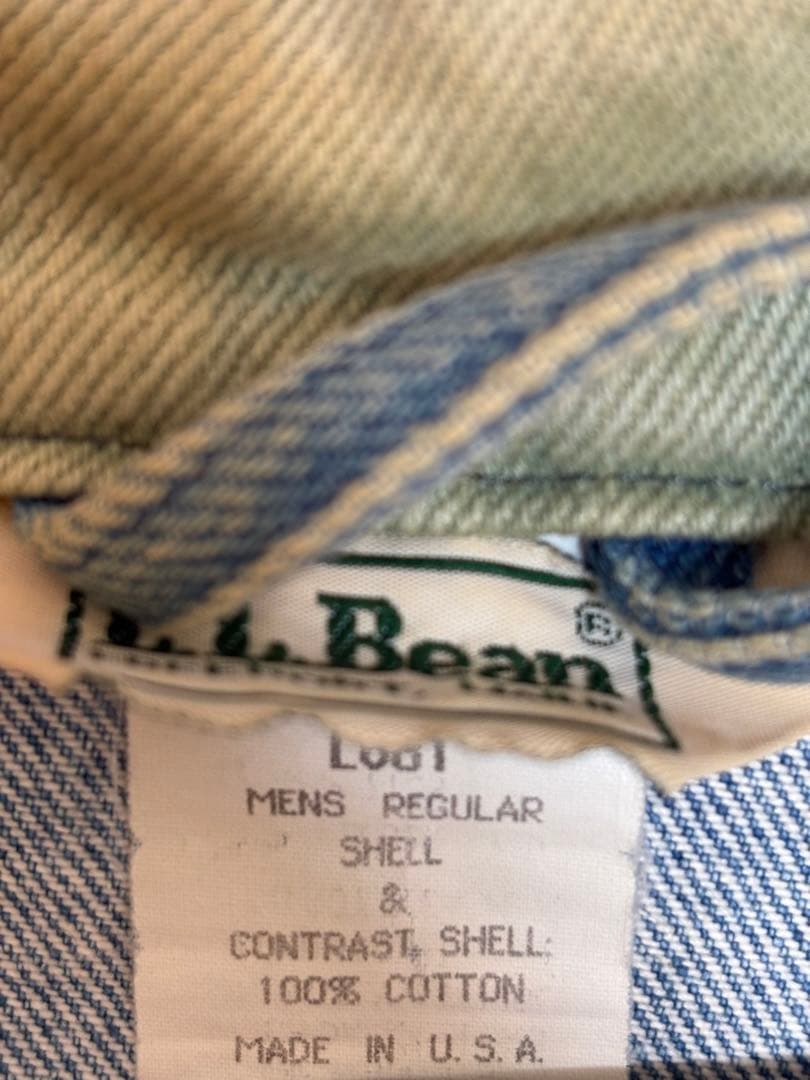 L.L.Bean®
MENS REGULAR
SHELL
&
CONTRAST SHELL:
100% COTTON
MADE IN U.S.A.